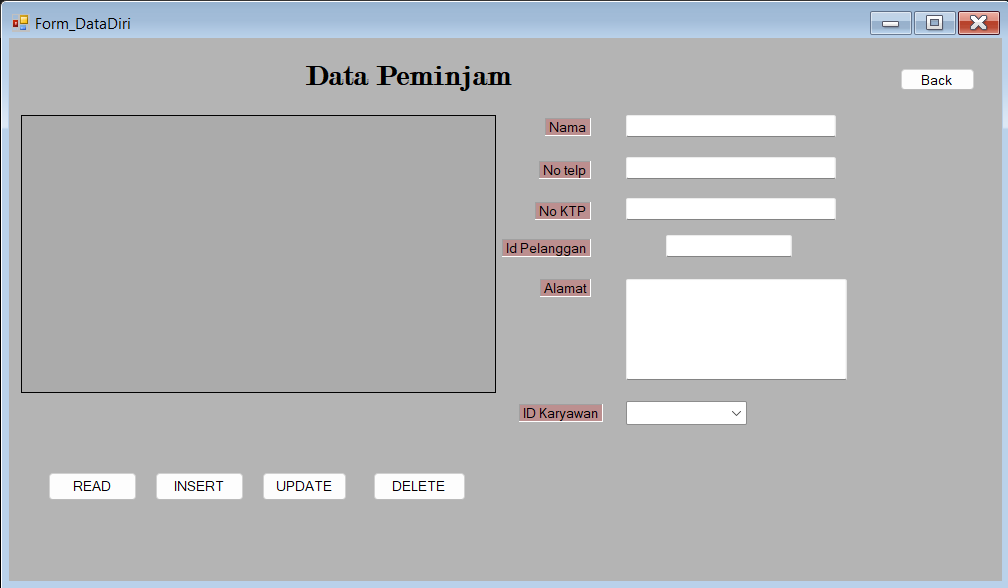 Form_DataDiri
Data Peminjam
Back
Nama
No telp
No KTP
Id Pelanggan
Alamat
ID Karyawan
READ INSERT UPDATE DELETE